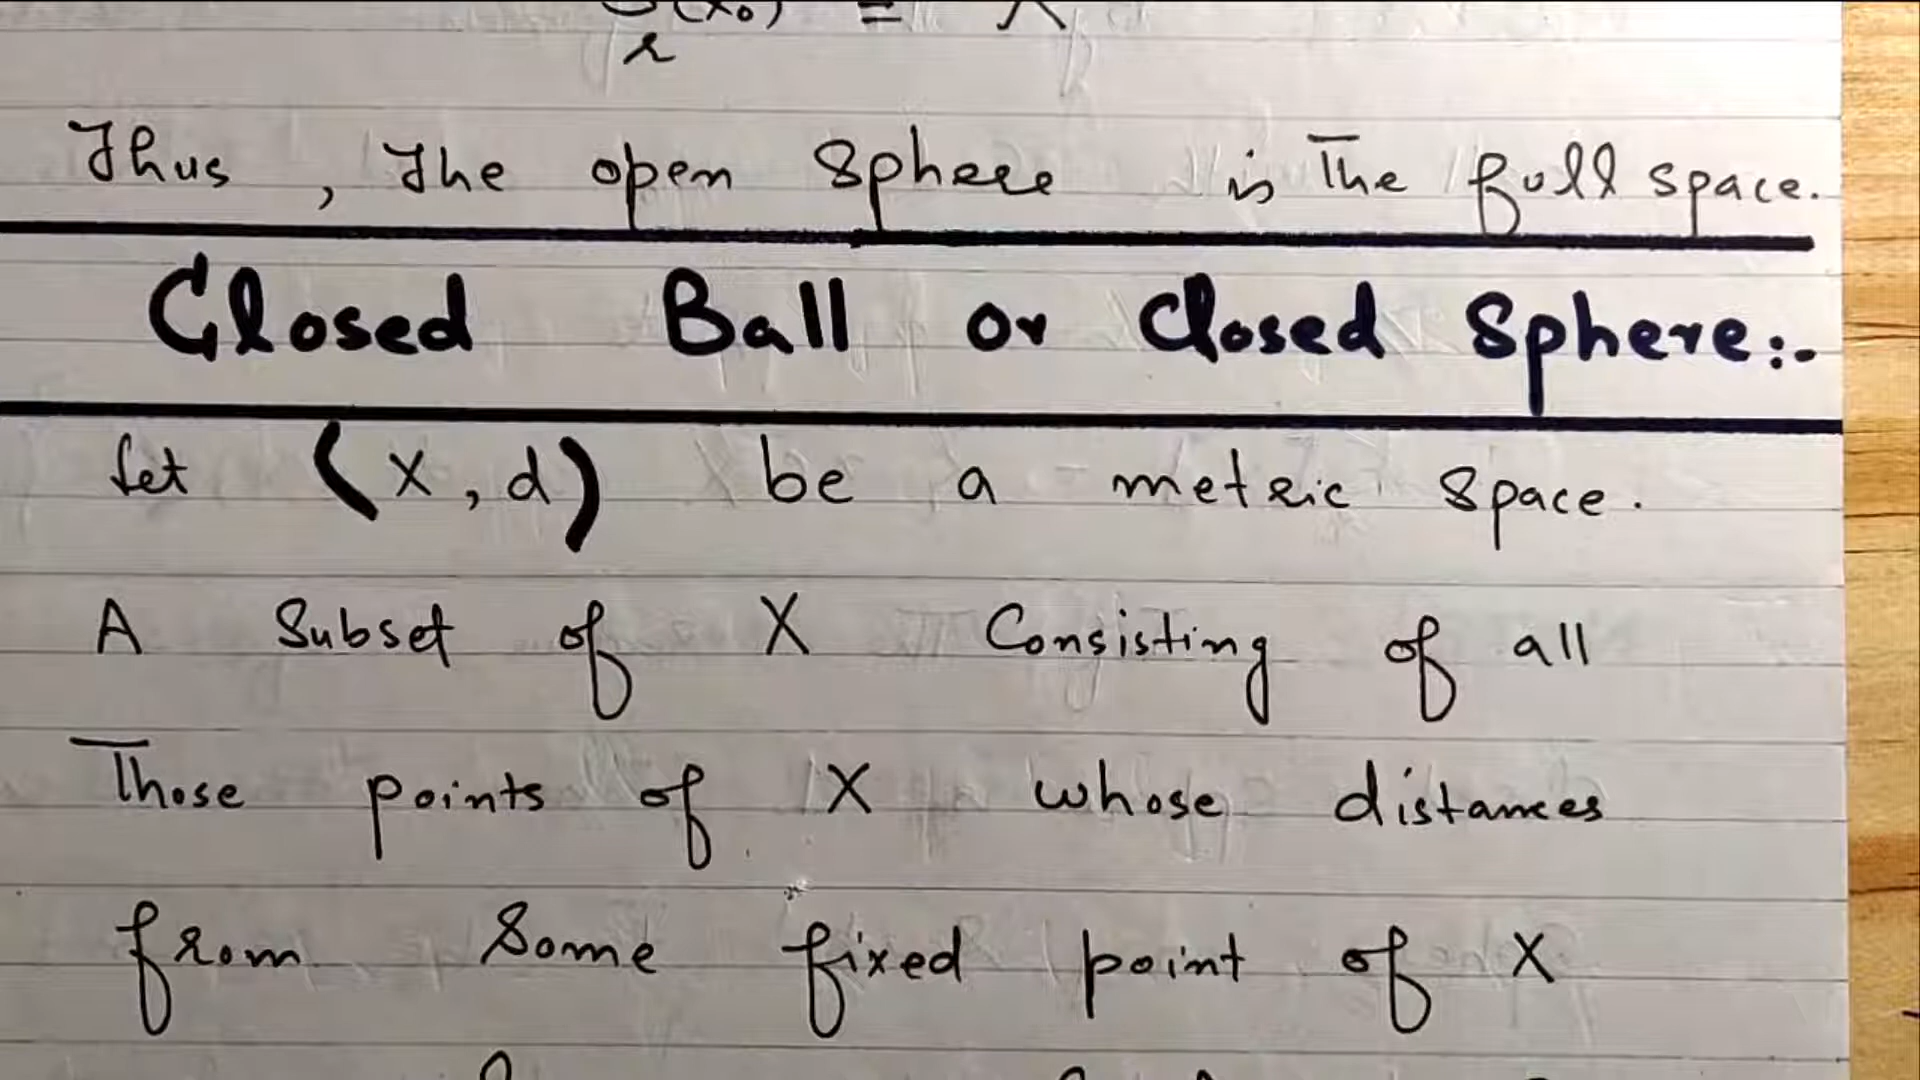 (x₀) =
r
Thus, The open Sphere is The full space.
Closed Ball or Closed Sphere:-
Let (X, d) be a metric space.
A Subset of X Consisting of all
Those points of X whose distances
from Some fixed point of X